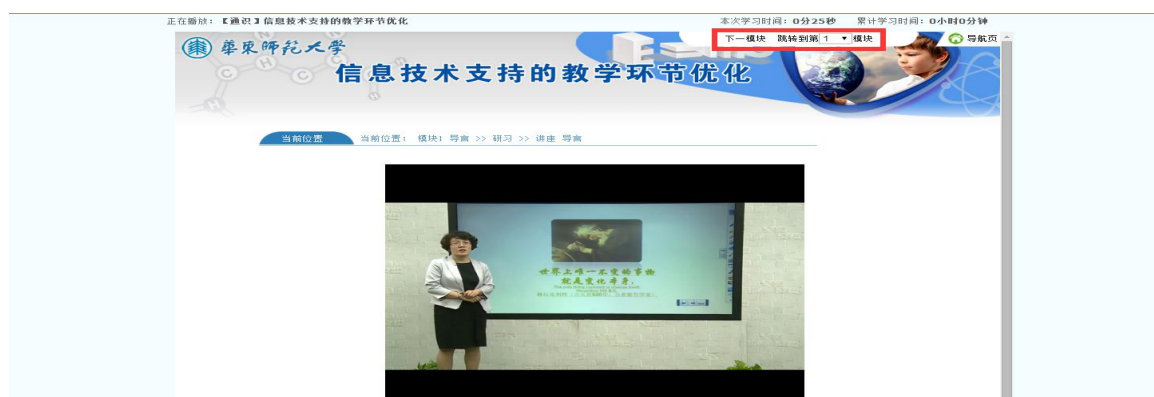 正在播放：【通识】信息技术支持的教学环节优化 本次学习时间：0分25秒 累计学习时间：0小时0分钟
下一模块 跳转到第 1 模块 导航页
華東师范大学
信息技术支持的教学环节优化
当前位置 当前位置： 模块1 导言 >> 研习 >> 讲座 导言
世界上唯一不变的事物
就是变化本身。